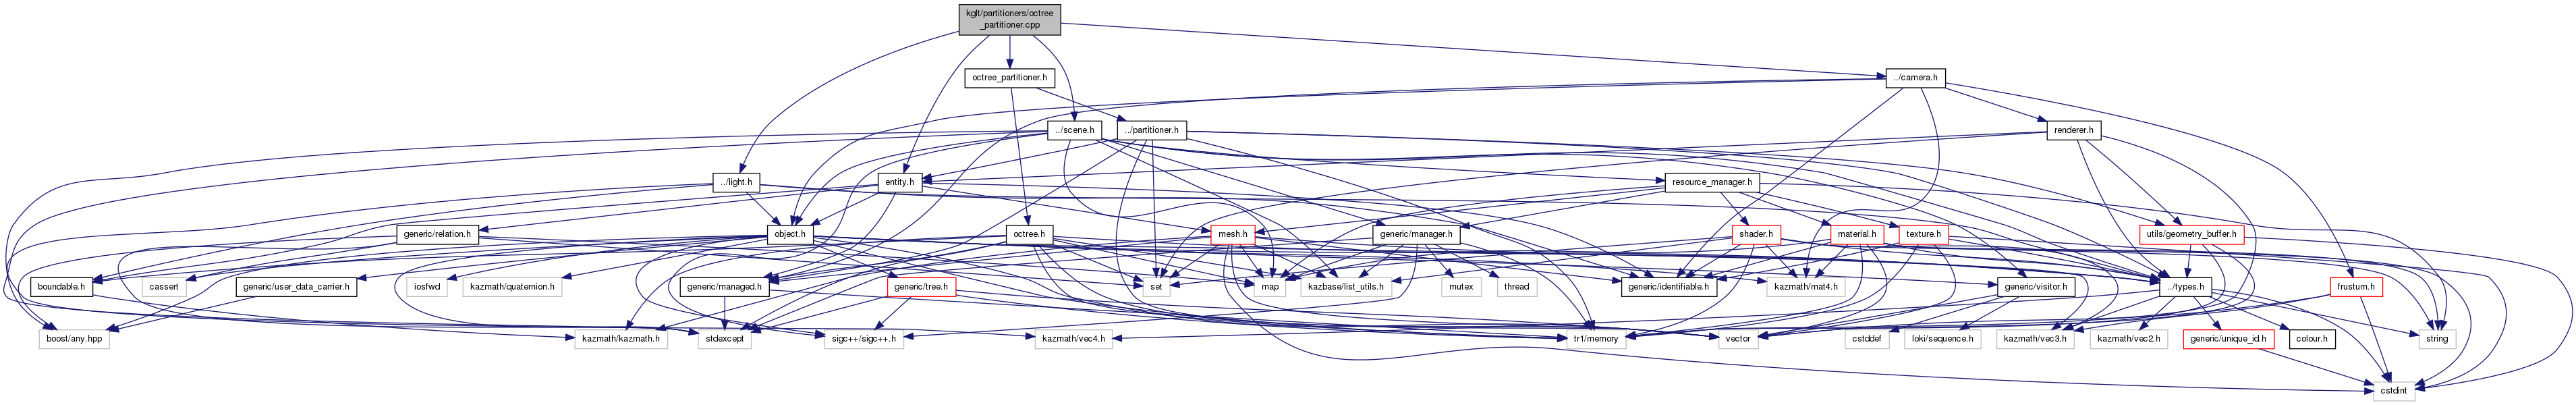 kglt/partitioners/octree
_partitioner.cpp
octree_partitioner.h
../camera.h
../scene.h
../partitioner.h
renderer.h
../light.h
entity.h
resource_manager.h
generic/relation.h
object.h
octree.h
mesh.h
generic/manager.h
shader.h
material.h
texture.h
utils/geometry_buffer.h
boundable.h
cassert
generic/user_data_carrier.h
iosfwd
kazmath/quaternion.h
generic/managed.h
generic/tree.h
set
map
kazbase/list_utils.h
mutex
thread
generic/identifiable.h
kazmath/mat4.h
generic/visitor.h
../types.h
frustum.h
boost/any.hpp
kazmath/kazmath.h
stdexcept
sigc++/sigc++.h
kazmath/vec4.h
tr1/memory
vector
cstddef
loki/sequence.h
kazmath/vec3.h
kazmath/vec2.h
generic/unique_id.h
colour.h
string
cstdint